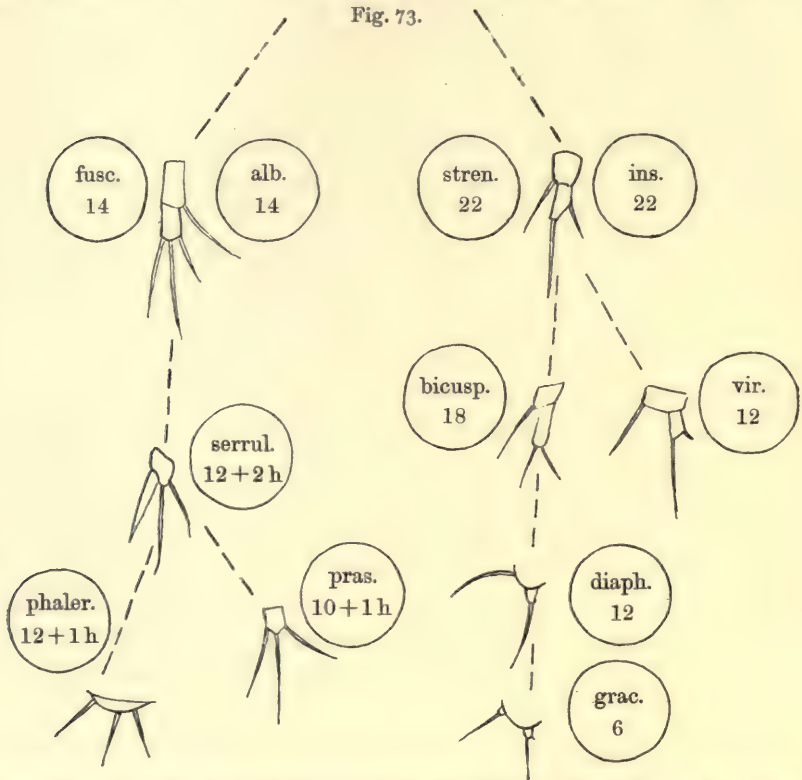 Fig. 73.
fusc.
14
alb.
14
stren.
22
ins.
22
bicusp.
18
vir.
12
serrul.
12+2 h
phaler.
12+1 h
pras.
10+1 h
diaph.
12
grac.
6